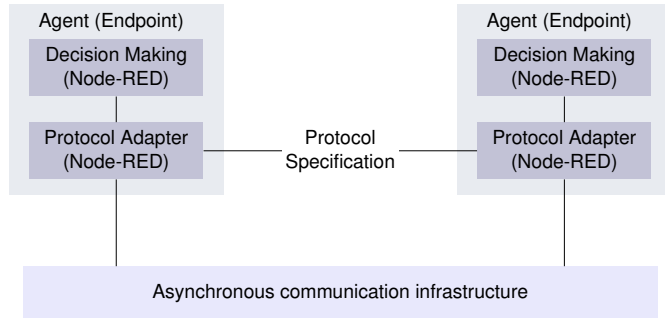 Agent (Endpoint)
Decision Making
(Node-RED)
Protocol Adapter
(Node-RED)
Protocol
Specification
Agent (Endpoint)
Decision Making
(Node-RED)
Protocol Adapter
(Node-RED)
Asynchronous communication infrastructure